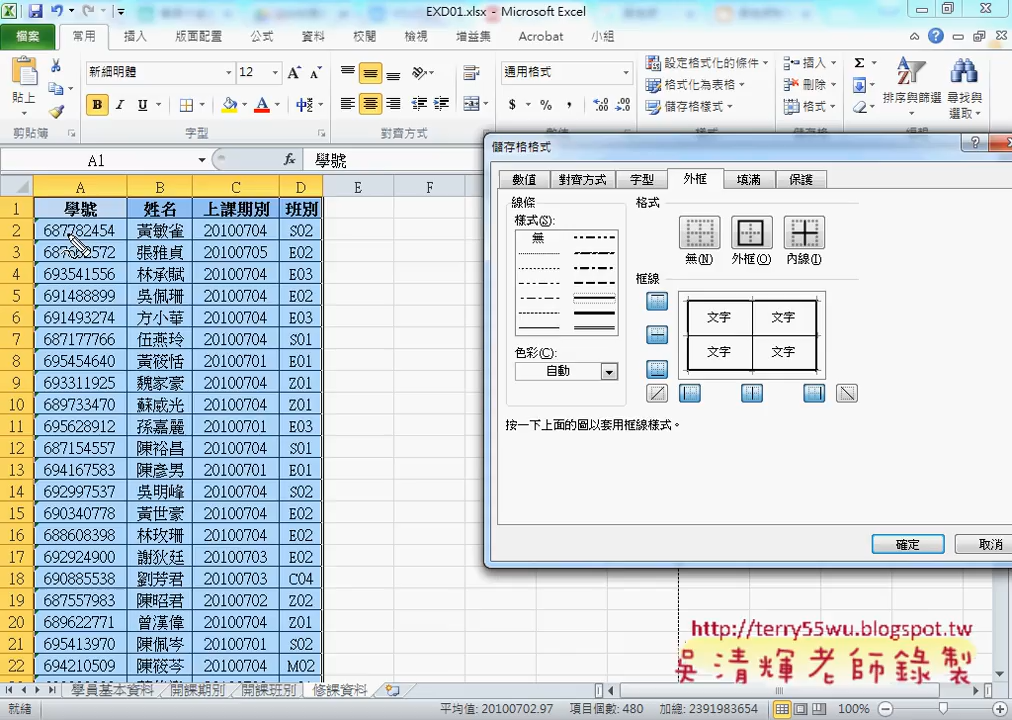 EXD01.xlsx - Microsoft Excel
檔案 常用 插入 版面配置 公式 資料 校閱 檢視 增益集 Acrobat 小組
貼上 新細明體 12 通用格式 設定格式化的條件 插入 Σ
B I U A 中 格式化為表格 刪除 排序與篩選 尋找與
$ % , 儲存格樣式 格式 選取
剪貼簿 字型 對齊方式
A1 fx 學號
A B C D E F
1 學號 姓名 上課期別 班別
2 黃敏雀 20100704 S02
3 張雅貞 20100705 E02
4 693541556 林承賦 20100704 E03
5 691488899 吳佩珊 20100701 E02
6 691493274 方小華 20100704 E03
7 687177766 伍燕玲 20100704 S01
8 695454640 黃筱恬 20100701 E01
9 693311925 魏家豪 20100704 Z01
10 689733470 蘇威光 20100704 Z01
11 695628912 孫嘉麗 20100701 E03
12 687154557 陳裕昌 20100704 S01
13 694167583 陳彥男 20100701 E01
14 692997537 吳明峰 20100704 S02
15 690340778 黃世豪 20100704 E02
16 688608398 林玫珊 20100704 E02
17 692924900 謝狄廷 20100703 E02
18 690885538 劉芳君 20100703 C04
19 687557983 陳昭君 20100702 Z02
20 689622771 曾漢偉 20100704 Z01
21 695413970 陳佩岑 20100701 S02
22 694210509 陳筱芩 20100704 M02
儲存格格式
數值 對齊方式 字型 外框 填滿 保護
線條
樣式(S):
無
色彩(C):
自動
格式
無(N) 外框(O) 內線(I)
框線
文字 文字
文字 文字
按一下上面的圖以套用框線樣式。
確定 取消
http://terry55wu.blogspot.tw
吳清輝老師錄製
學員基本資料 開課期別 開課班別 修課資料
就緒 平均值: 20100702.97 項目個數: 480 加總: 2391983654 100%